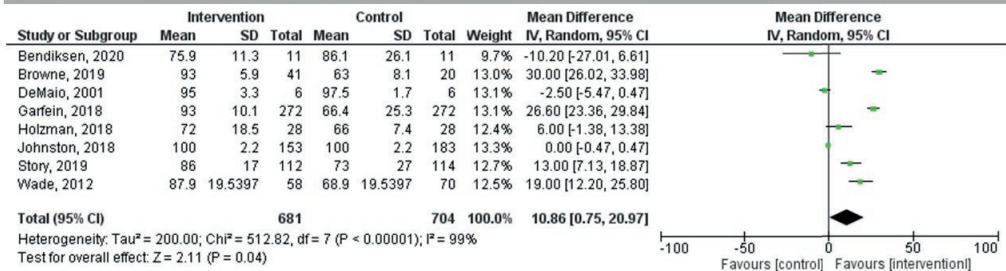 Intervention Control Mean Difference Mean Difference
Study or Subgroup Mean SD Total Mean SD Total Weight IV, Random, 95% CI IV, Random, 95% CI
Bendiksen, 2020 75.9 11.3 11 86.1 26.1 11 9.7% -10.20 [-27.01, 6.61]
Browne, 2019 93 5.9 41 63 8.1 20 13.0% 30.00 [26.02, 33.98]
DeMaio, 2001 95 3.3 6 97.5 1.7 6 13.1% -2.50 [-5.47, 0.47]
Garfein, 2018 93 10.1 272 66.4 25.3 272 13.1% 26.60 [23.36, 29.84]
Holzman, 2018 72 18.5 28 66 7.4 28 12.4% 6.00 [-1.38, 13.38]
Johnston, 2018 100 2.2 153 100 2.2 183 13.3% 0.00 [-0.47, 0.47]
Story, 2019 86 17 112 73 27 114 12.7% 13.00 [7.13, 18.87]
Wade, 2012 87.9 19.5397 58 68.9 19.5397 70 12.5% 19.00 [12.20, 25.80]
Total (95% CI) 681 704 100.0% 10.86 [0.75, 20.97]
Heterogeneity: Tau² = 200.00; Chi² = 512.82, df = 7 (P < 0.00001); I² = 99%
Test for overall effect: Z = 2.11 (P = 0.04)
-100 -50 0 50 100
Favours [control] Favours [intervention]